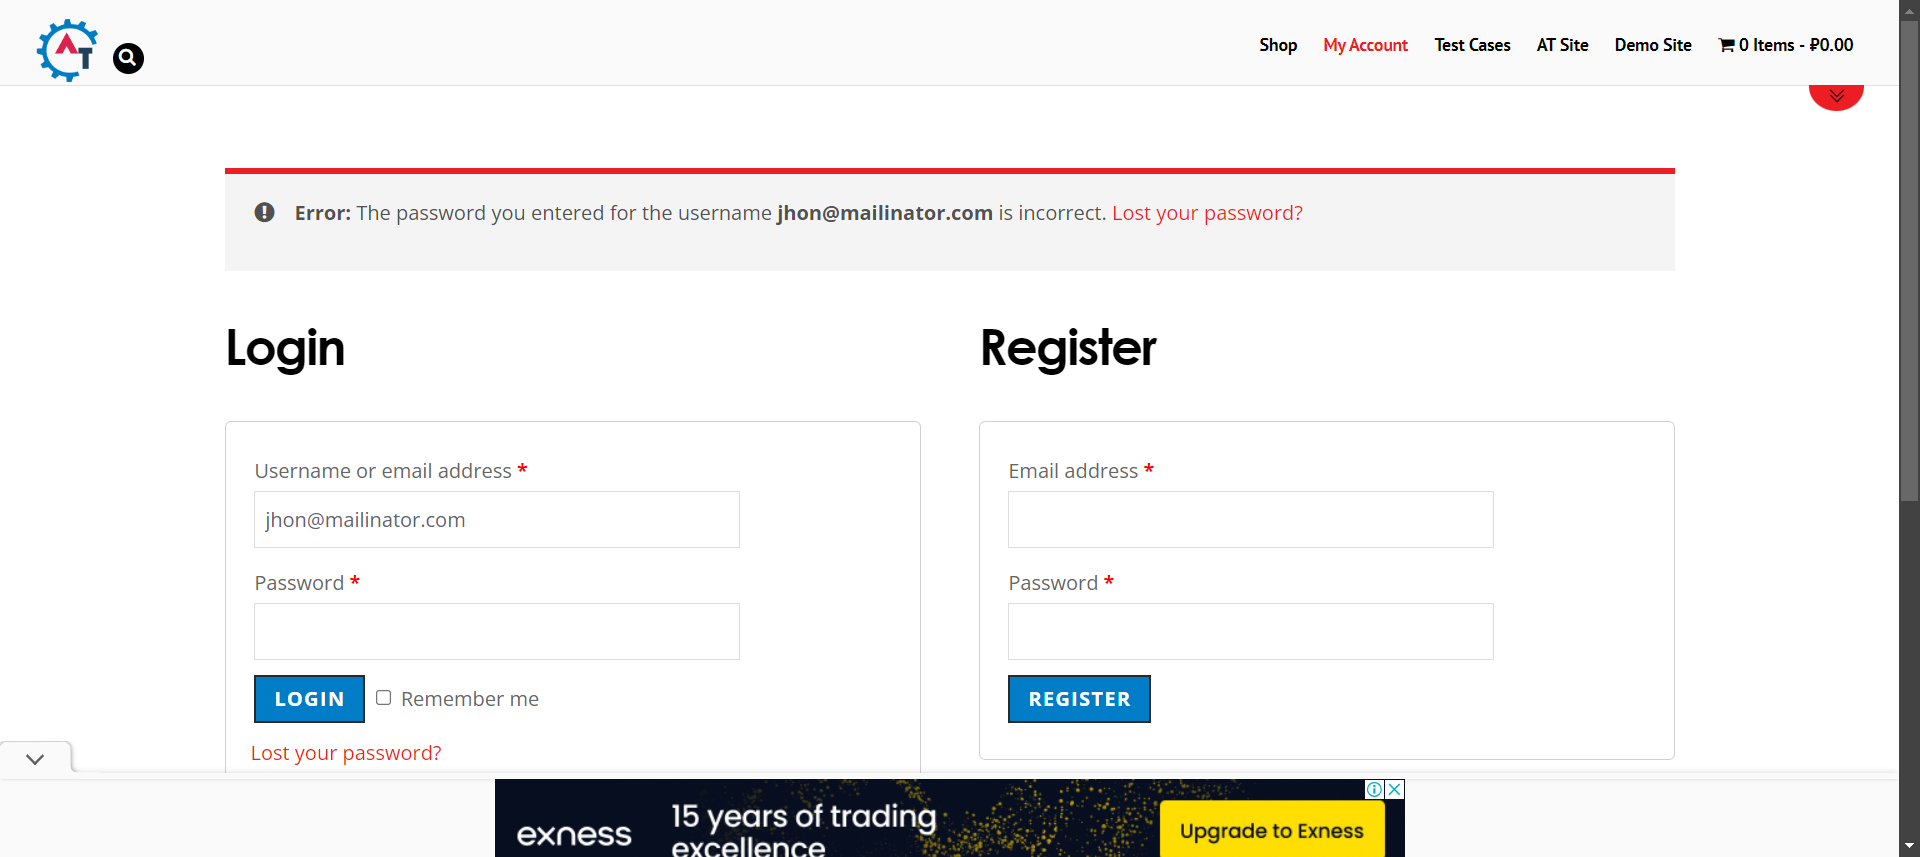 AT
Shop
My Account
Test Cases
AT Site
Demo Site
0 Items - ₽0.00
Error: The password you entered for the username jhon@mailinator.com is incorrect. Lost your password?
Login
Register
Username or email address *
jhon@mailinator.com
Password *
LOGIN
Remember me
Lost your password?
Email address *
Password *
REGISTER
exness
15 years of trading
excellence
Upgrade to Exness